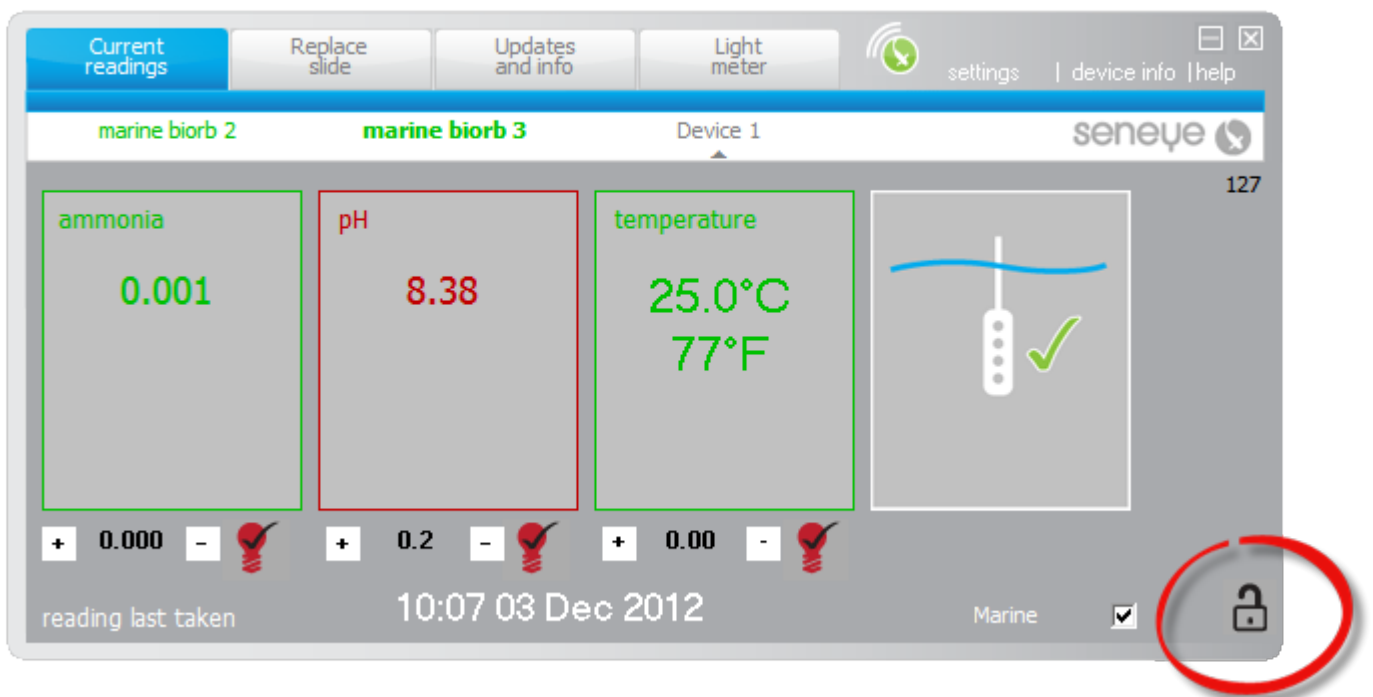 Current
readings
Replace
slide
Updates
and info
Light
meter
settings | device info | help
marine biorb 2 marine biorb 3 Device 1 seneye
127
ammonia pH temperature
0.001 8.38 25.0°C
77°F
+ 0.000 - + 0.2 - + 0.00 -
reading last taken 10:07 03 Dec 2012 Marine